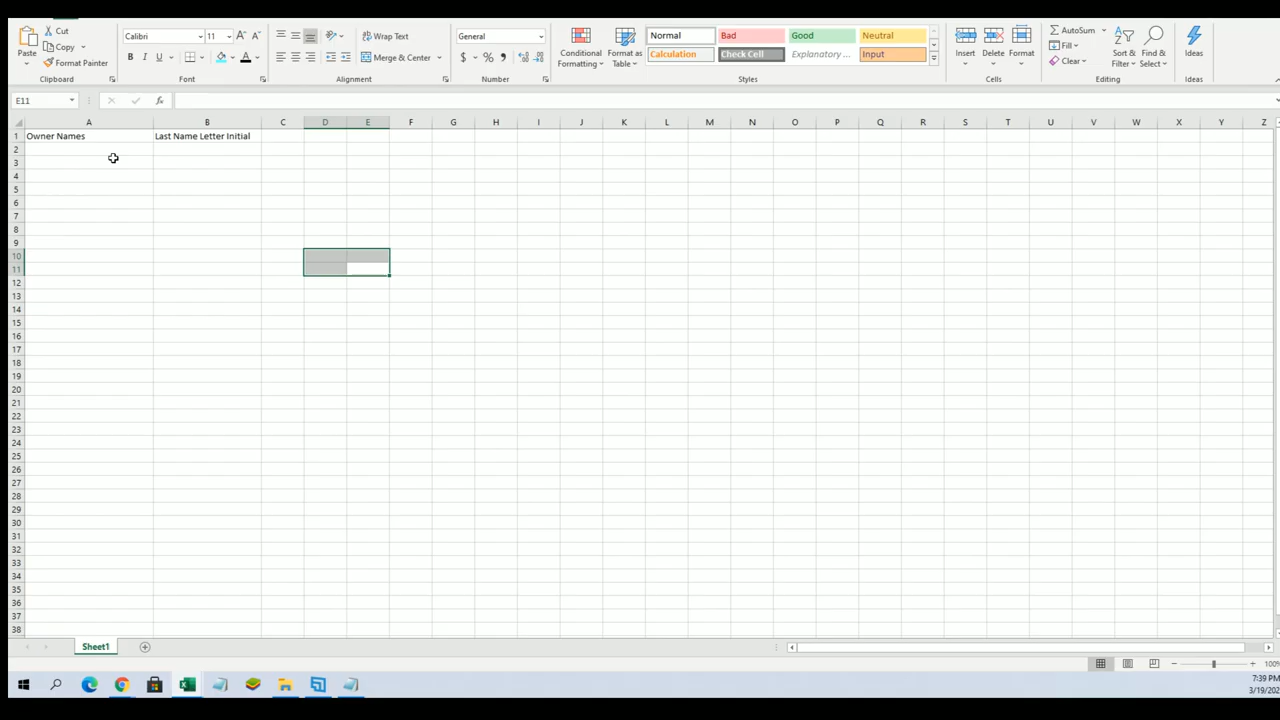 Cut
Copy
Format Painter
Paste
Clipboard
Calibri 11 A A
B I U A
Font
Wrap Text
Merge & Center
Alignment
General
$ % 9
Number
Conditional Formatting
Format as Table
Normal Bad Good Neutral
Calculation Check Cell Explanatory ... Input
Styles
Insert Delete Format
Cells
AutoSum
Fill
Clear
Sort & Filter
Find & Select
Editing
Ideas
Ideas
E11 fx
A B C D E F G H I J K L M N O P Q R S T U V W X Y Z
1 Owner Names Last Name Letter Initial
2
3
4
5
6
7
8
9
10
11
12
13
14
15
16
17
18
19
20
21
22
23
24
25
26
27
28
29
30
31
32
33
34
35
36
37
38
Sheet1
100%
7:39 PM
3/19/202